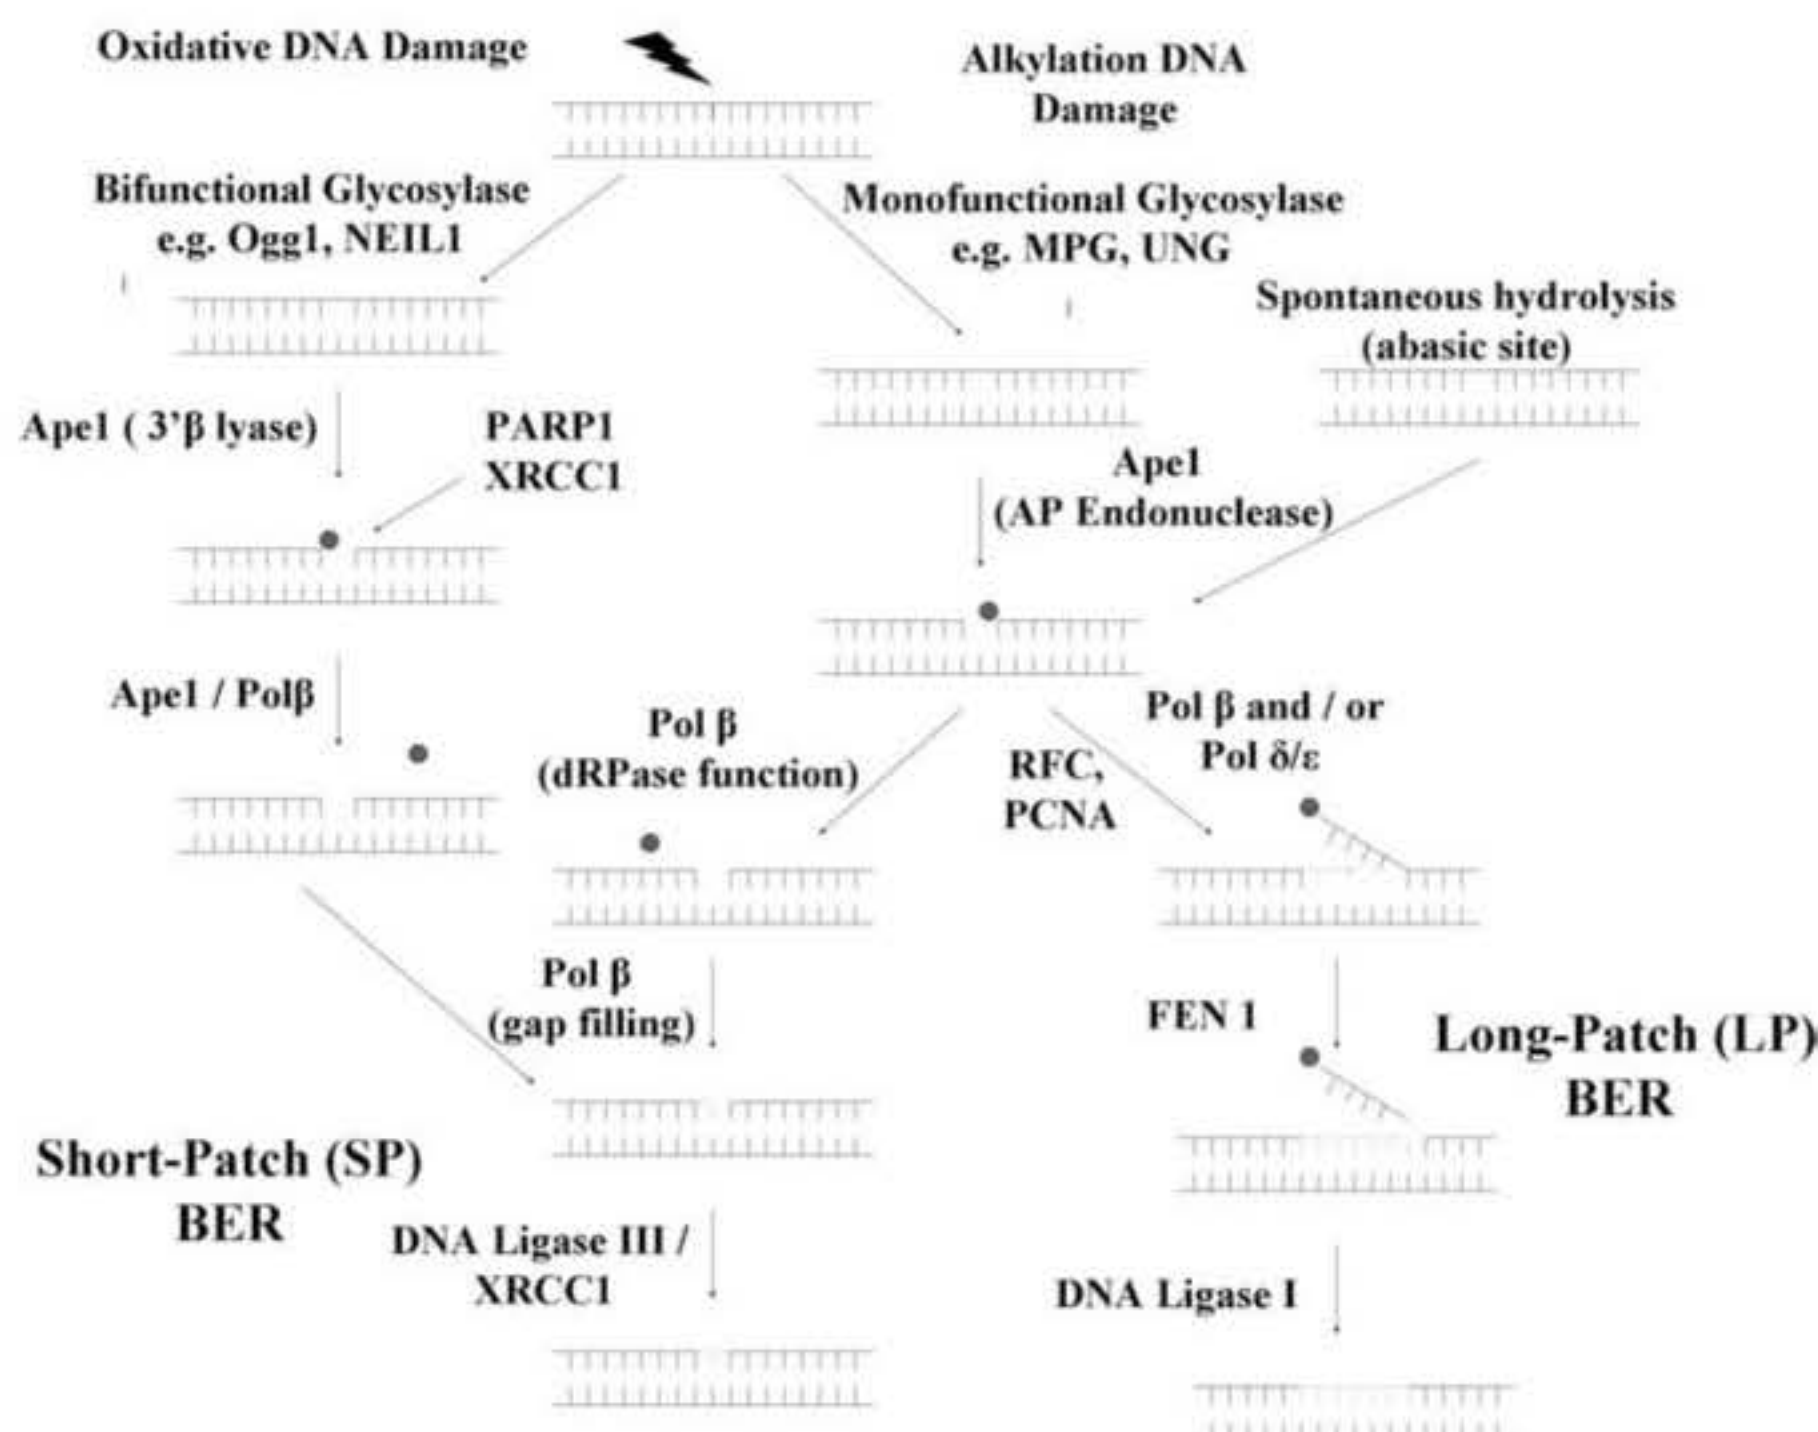 Oxidative DNA Damage
Alkylation DNA
Damage
Bifunctional Glycosylase
e.g. Ogg1, NEIL1
Monofunctional Glycosylase
e.g. MPG, UNG
Spontaneous hydrolysis
(abasic site)
Ape1 ( 3’β lyase)
PARP1
XRCC1
Ape1
(AP Endonuclease)
Ape1 / Polβ
Pol β
(dRPase function)
RFC,
PCNA
Pol β and / or
Pol δ/ε
Pol β
(gap filling)
FEN 1
Long-Patch (LP)
BER
Short-Patch (SP)
BER
DNA Ligase III /
XRCC1
DNA Ligase I